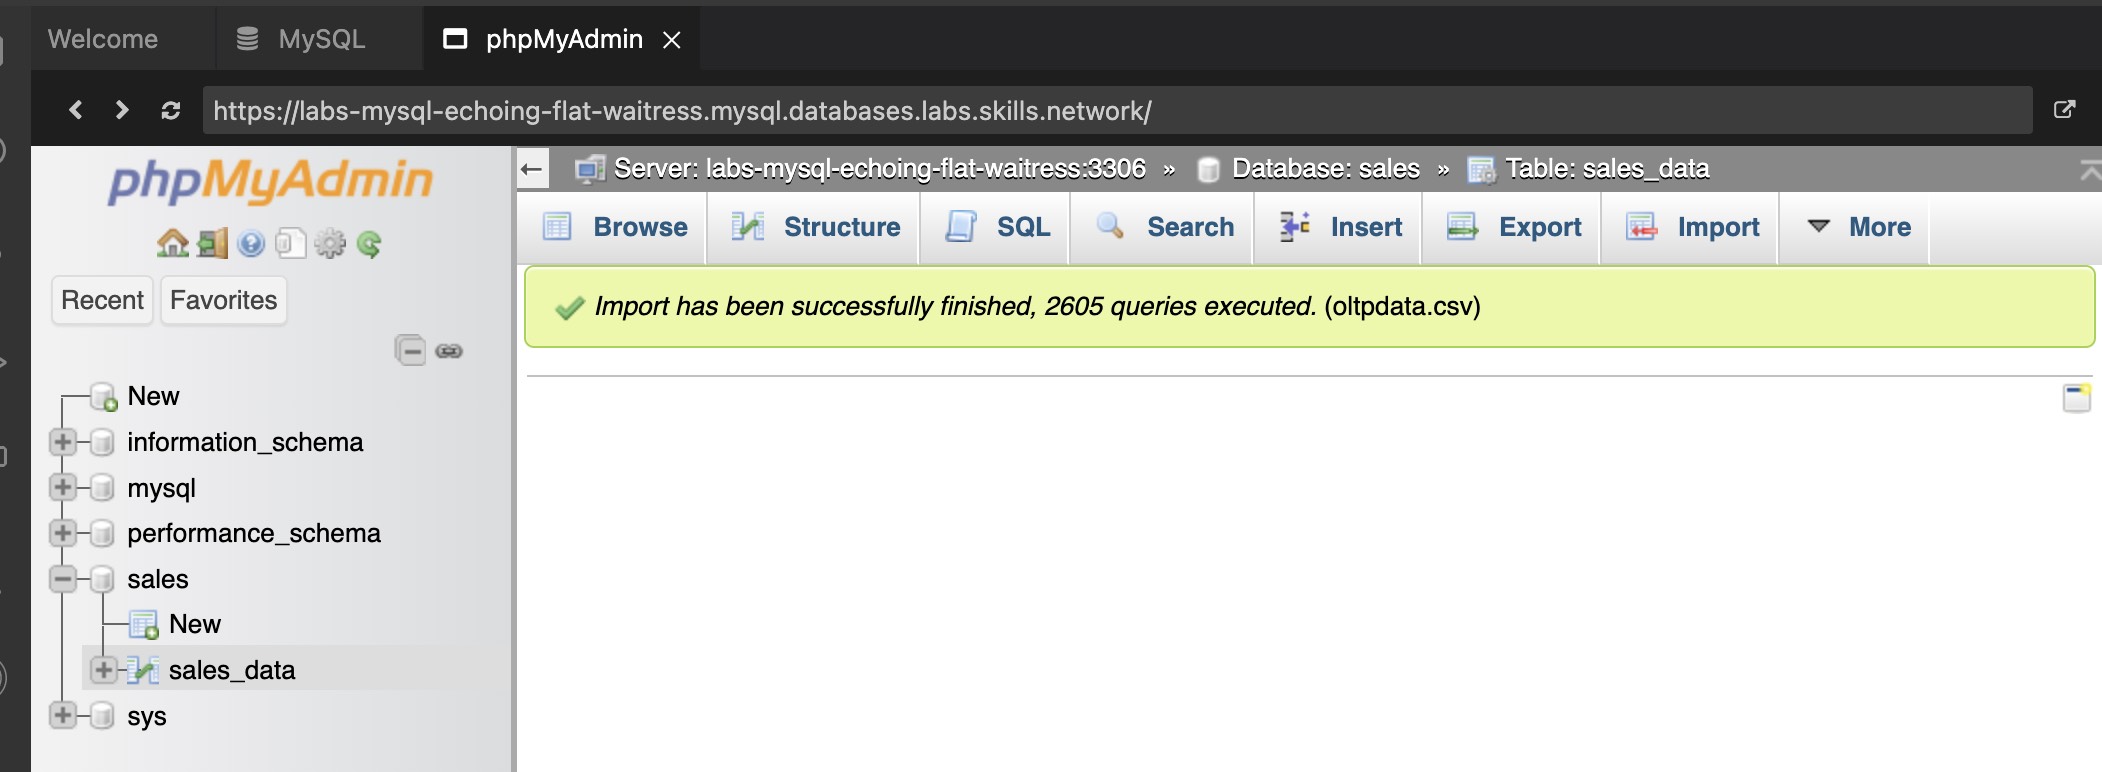 Welcome MySQL phpMyAdmin
https://labs-mysql-echoing-flat-waitress.mysql.databases.labs.skills.network/
phpMyAdmin
Recent Favorites
New
information_schema
mysql
performance_schema
sales
New
sales_data
sys
Server: labs-mysql-echoing-flat-waitress:3306 » Database: sales » Table: sales_data
Browse Structure SQL Search Insert Export Import More
Import has been successfully finished, 2605 queries executed. (oltpdata.csv)